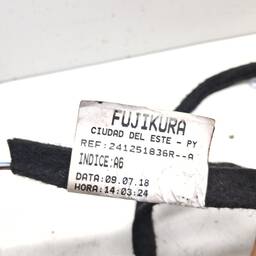 FUJIKURA
CIUDAD DEL ESTE - PY
REF:241251836R--A
INDICE:A6
DATA:09.07.18
HORA:14:03:24